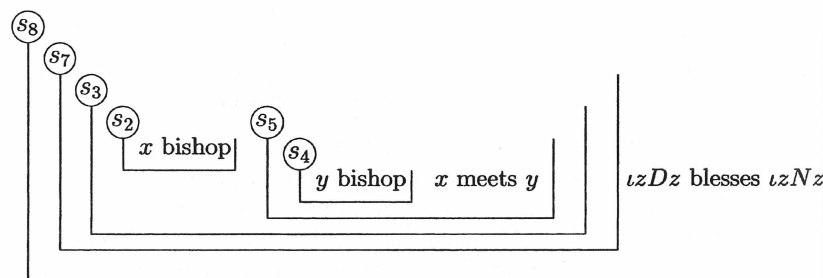 s₈
s₇
s₃
s₂ s₅
x bishop s₄
y bishop x meets y ιzDz blesses ιzNz